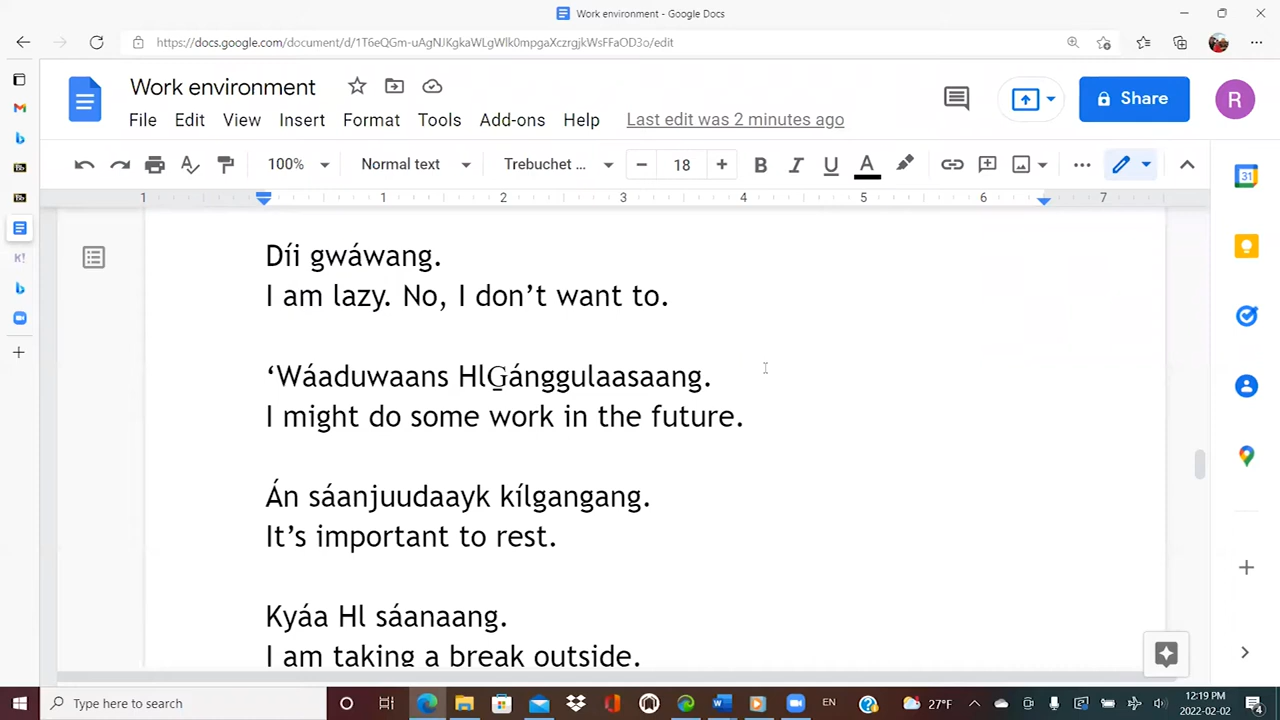 Work environment - Google Docs
https://docs.google.com/document/d/1T6eQGm-uAgNJKgkaWLgWlk0mpgaXczrgjkWsFFaOD3o/edit
Work environment
File Edit View Insert Format Tools Add-ons Help Last edit was 2 minutes ago
Share
R
100% Normal text Trebuchet ... 18 B I U A
1 1 2 3 4 5 6 7
31
Díi gwáwang.
I am lazy. No, I don’t want to.
‘Wáaduwaans HlG̱ánggulaasaang.
I might do some work in the future.
Án sáanjuudaayk kílgangang.
It’s important to rest.
Kyáa Hl sáanaang.
I am taking a break outside.
K!
Type here to search
EN
27°F
12:19 PM
2022-02-02